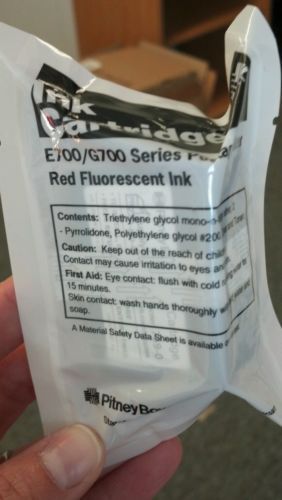 Ink
Cartridge
E700/G700 Series
Red Fluorescent Ink
Contents: Triethylene glycol
- Pyrrolidone, Polyethylene glycol #200,
Caution: Keep out of the reach of
Contact may cause irritation to eyes
First Aid: Eye contact: flush with cold
15 minutes.
Skin contact: wash hands thoroughly
soap.
A Material Safety Data Sheet is available
Pitney